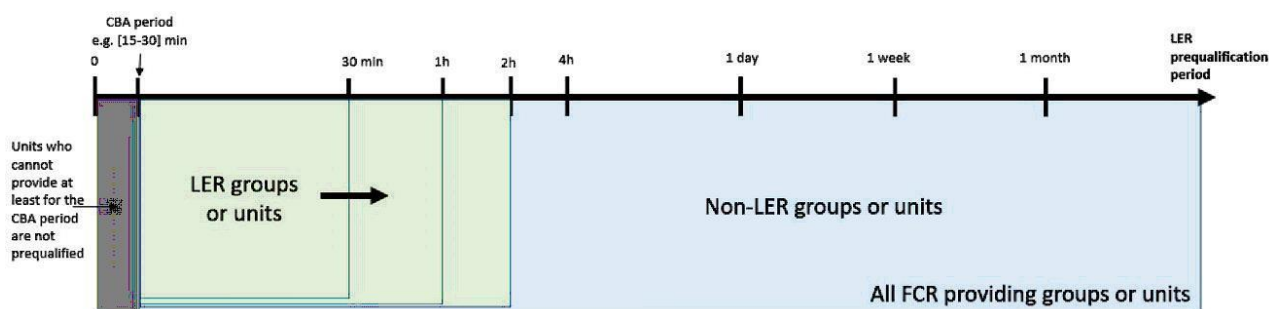 CBA period
e.g. [15-30] min
0
30 min
1h
2h
4h
1 day
1 week
1 month
LER
prequalification
period
Units who
cannot
provide at
least for the
CBA period
are not
prequalified
LER groups
or units
Non-LER groups or units
All FCR providing groups or units